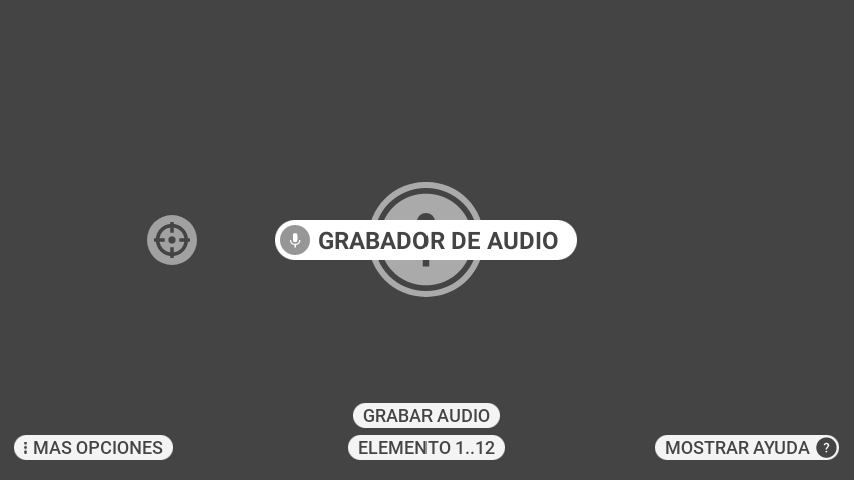 GRABADOR DE AUDIO
GRABAR AUDIO
MAS OPCIONES
ELEMENTO 1..12
MOSTRAR AYUDA ?